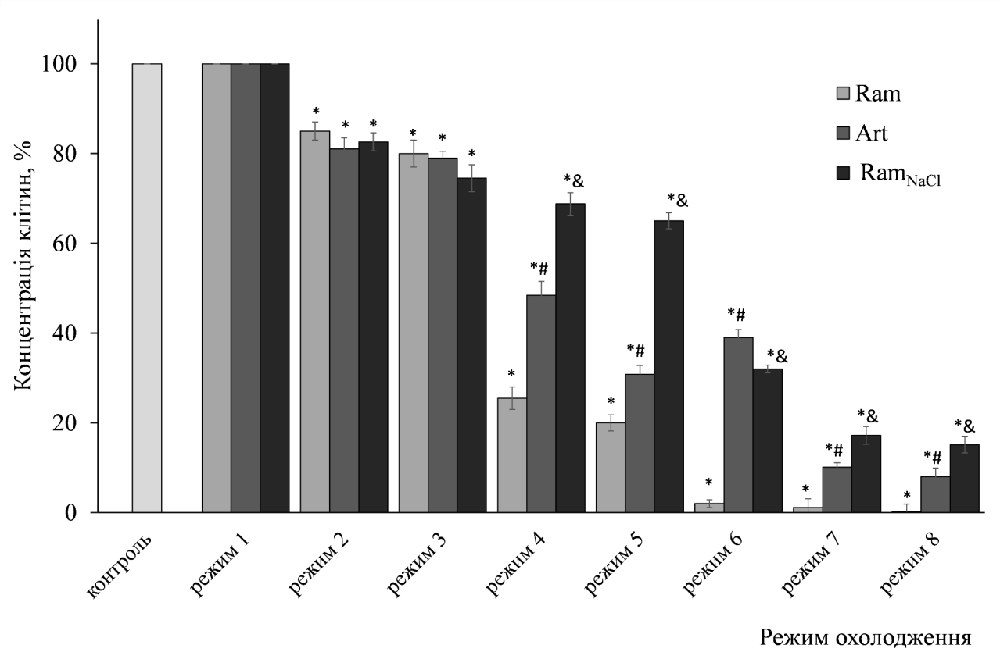 Концентрація клітин, %
100
80
60
40
20
0
* * *
* * *
* *# *&
* *# *&
* *# *&
* *# *&
* *# *&
Ram
Art
RamNaCl
контроль
режим 1
режим 2
режим 3
режим 4
режим 5
режим 6
режим 7
режим 8
Режим охолодження